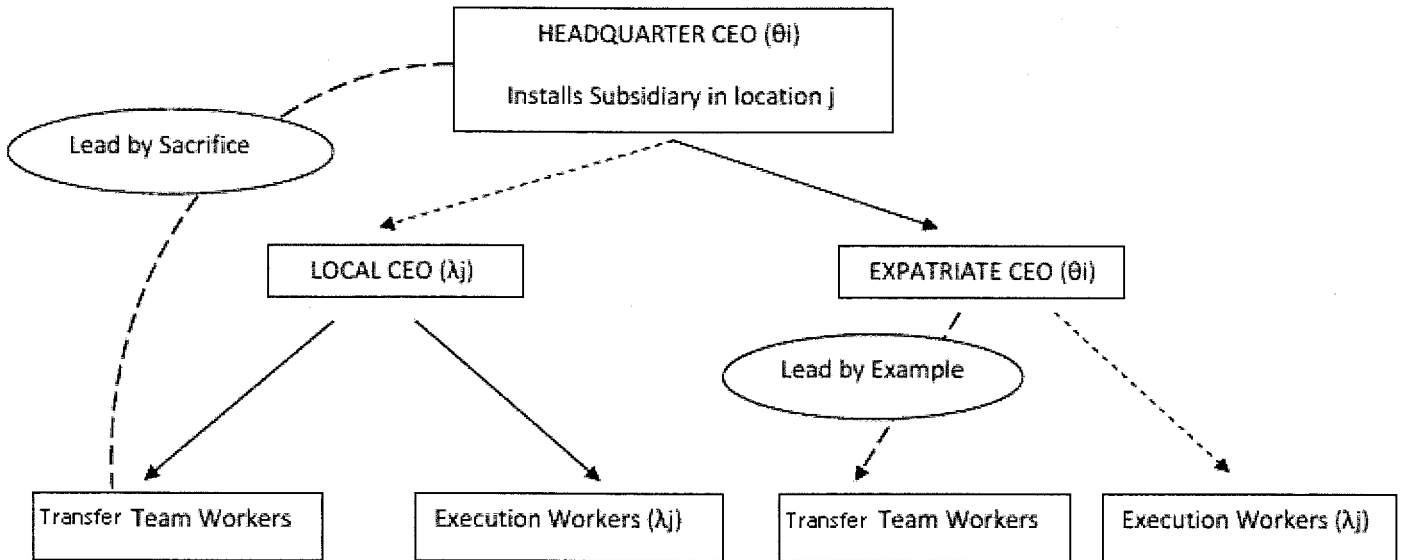 HEADQUARTER CEO (θi)
Installs Subsidiary in location j
Lead by Sacrifice
LOCAL CEO (λj)
EXPATRIATE CEO (θi)
Lead by Example
Transfer Team Workers
Execution Workers (λj)
Transfer Team Workers
Execution Workers (λj)